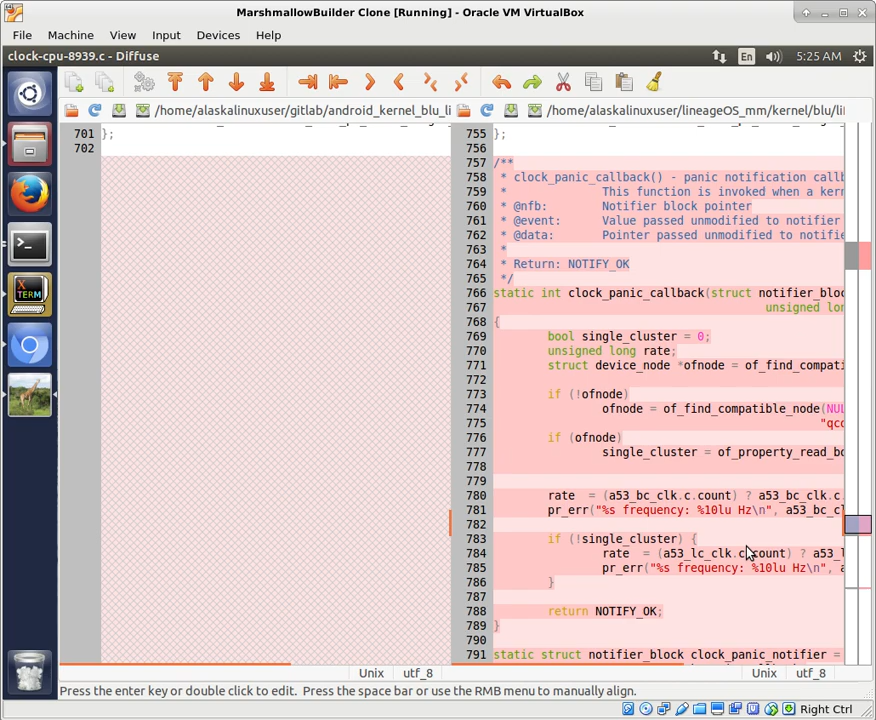 MarshmallowBuilder Clone [Running] - Oracle VM VirtualBox
File Machine View Input Devices Help
clock-cpu-8939.c - Diffuse En 5:25 AM
/home/alaskalinuxuser/gitlab/android_kernel_blu_li /home/alaskalinuxuser/lineageOS_mm/kernel/blu/li
701 };
702
755 };
756
757 /**
758 * clock_panic_callback() - panic notification callb
759 * This function is invoked when a kern
760 * @nfb: Notifier block pointer
761 * @event: Value passed unmodified to notifier
762 * @data: Pointer passed unmodified to notifie
763 *
764 * Return: NOTIFY_OK
765 */
766 static int clock_panic_callback(struct notifier_bloc
767 unsigned lon
768 {
769 bool single_cluster = 0;
770 unsigned long rate;
771 struct device_node *ofnode = of_find_compati
772
773 if (!ofnode)
774 ofnode = of_find_compatible_node(NUL
775 "qc
776 if (ofnode)
777 single_cluster = of_property_read_bo
778
779
780 rate = (a53_bc_clk.c.count) ? a53_bc_clk.c.
781 pr_err("%s frequency: %10lu Hz\n", a53_bc_cl
782
783 if (!single_cluster) {
784 rate = (a53_lc_clk.c.count) ? a53_l
785 pr_err("%s frequency: %10lu Hz\n", a
786 }
787
788 return NOTIFY_OK;
789 }
790
791 static struct notifier_block clock_panic_notifier =
Unix utf_8 Unix utf_8
Press the enter key or double click to edit. Press the space bar or use the RMB menu to manually align.
Right Ctrl
X
TERM
>_